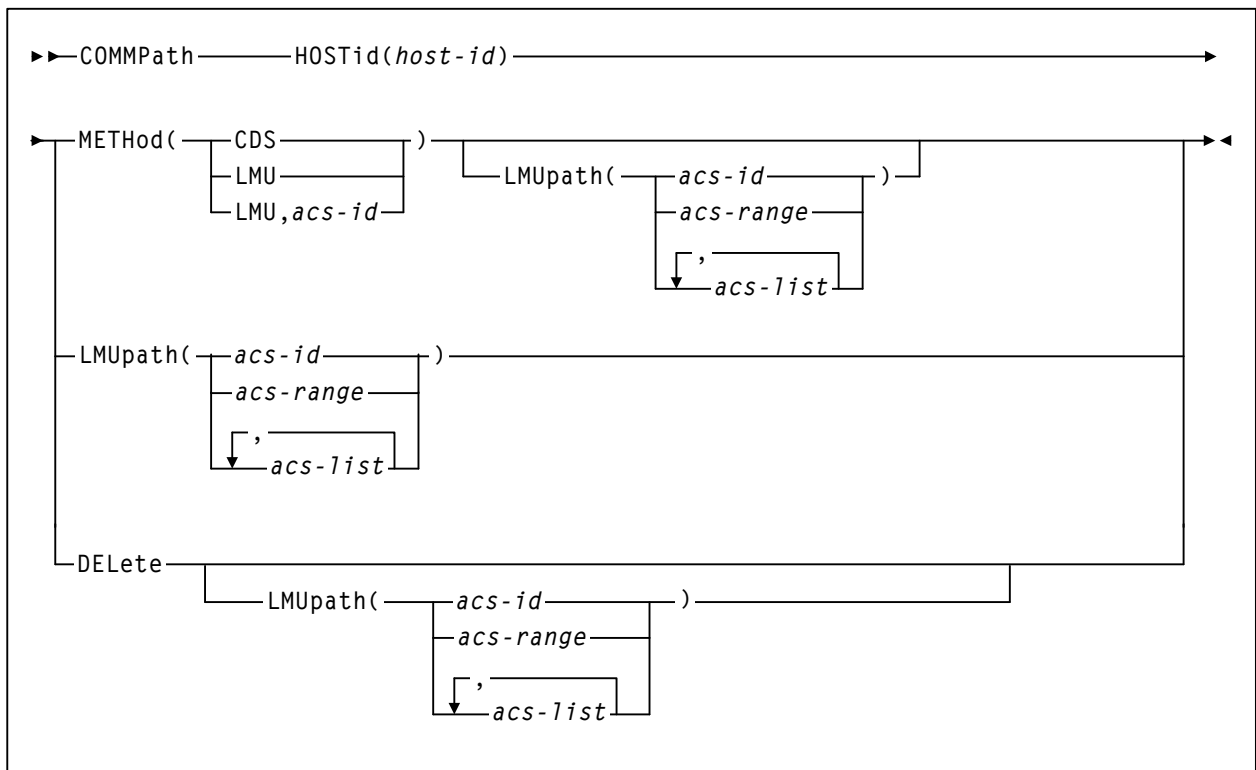 COMMPath HOSTid(host-id)
METHod( CDS )
LMU LMUpath( acs-id )
LMU,acs-id acs-range
,
acs-list
LMUpath( acs-id )
acs-range
,
acs-list
DELete
LMUpath( acs-id )
acs-range
,
acs-list